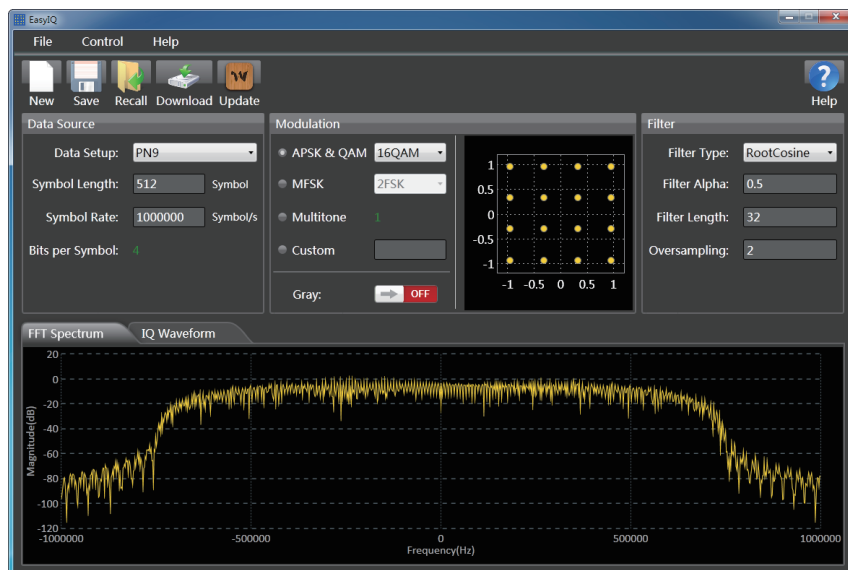 EasyIQ
File Control Help
New Save Recall Download Update Help
Data Source
Data Setup: PN9
Symbol Length: 512 Symbol
Symbol Rate: 1000000 Symbol/s
Bits per Symbol: 4
Modulation
APSK & QAM 16QAM
MFSK 2FSK
Multitone 1
Custom
Gray: OFF
1
0.5
0
-0.5
-1
-1 -0.5 0 0.5 1
Filter
Filter Type: RootCosine
Filter Alpha: 0.5
Filter Length: 32
Oversampling: 2
FFT Spectrum IQ Waveform
Magnitude(dB)
20
0
-20
-40
-60
-80
-100
-120
-1000000 -500000 0 500000 1000000
Frequency(Hz)